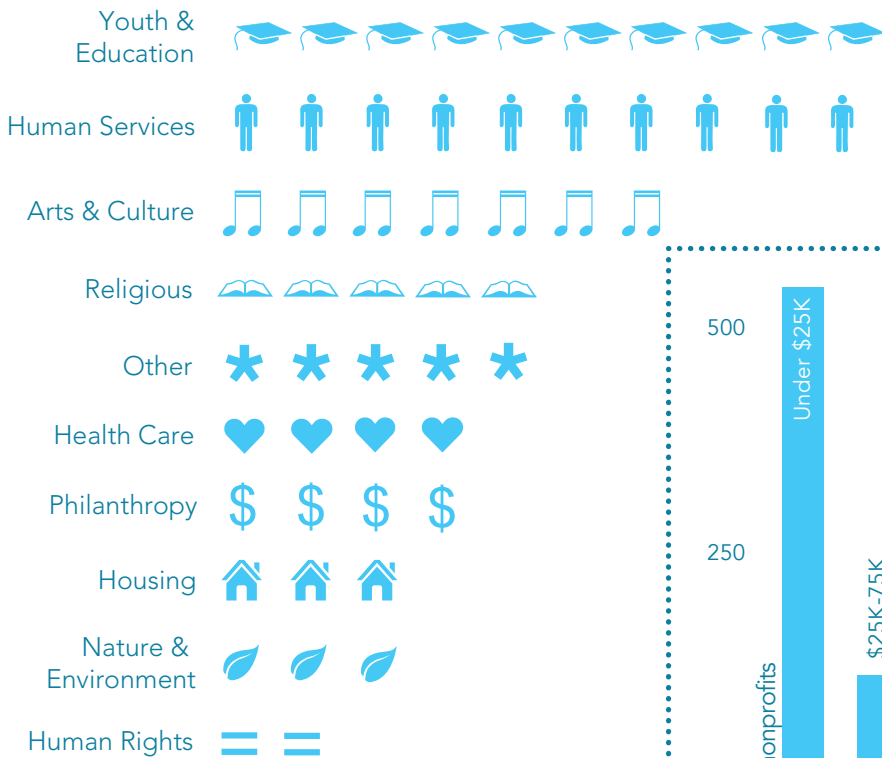 Youth &
Education
Human Services
Arts & Culture
Religious
Other
Health Care
Philanthropy
$ $ $ $
Housing
Nature &
Environment
Human Rights
500
250
Under $25K
$25K-75K